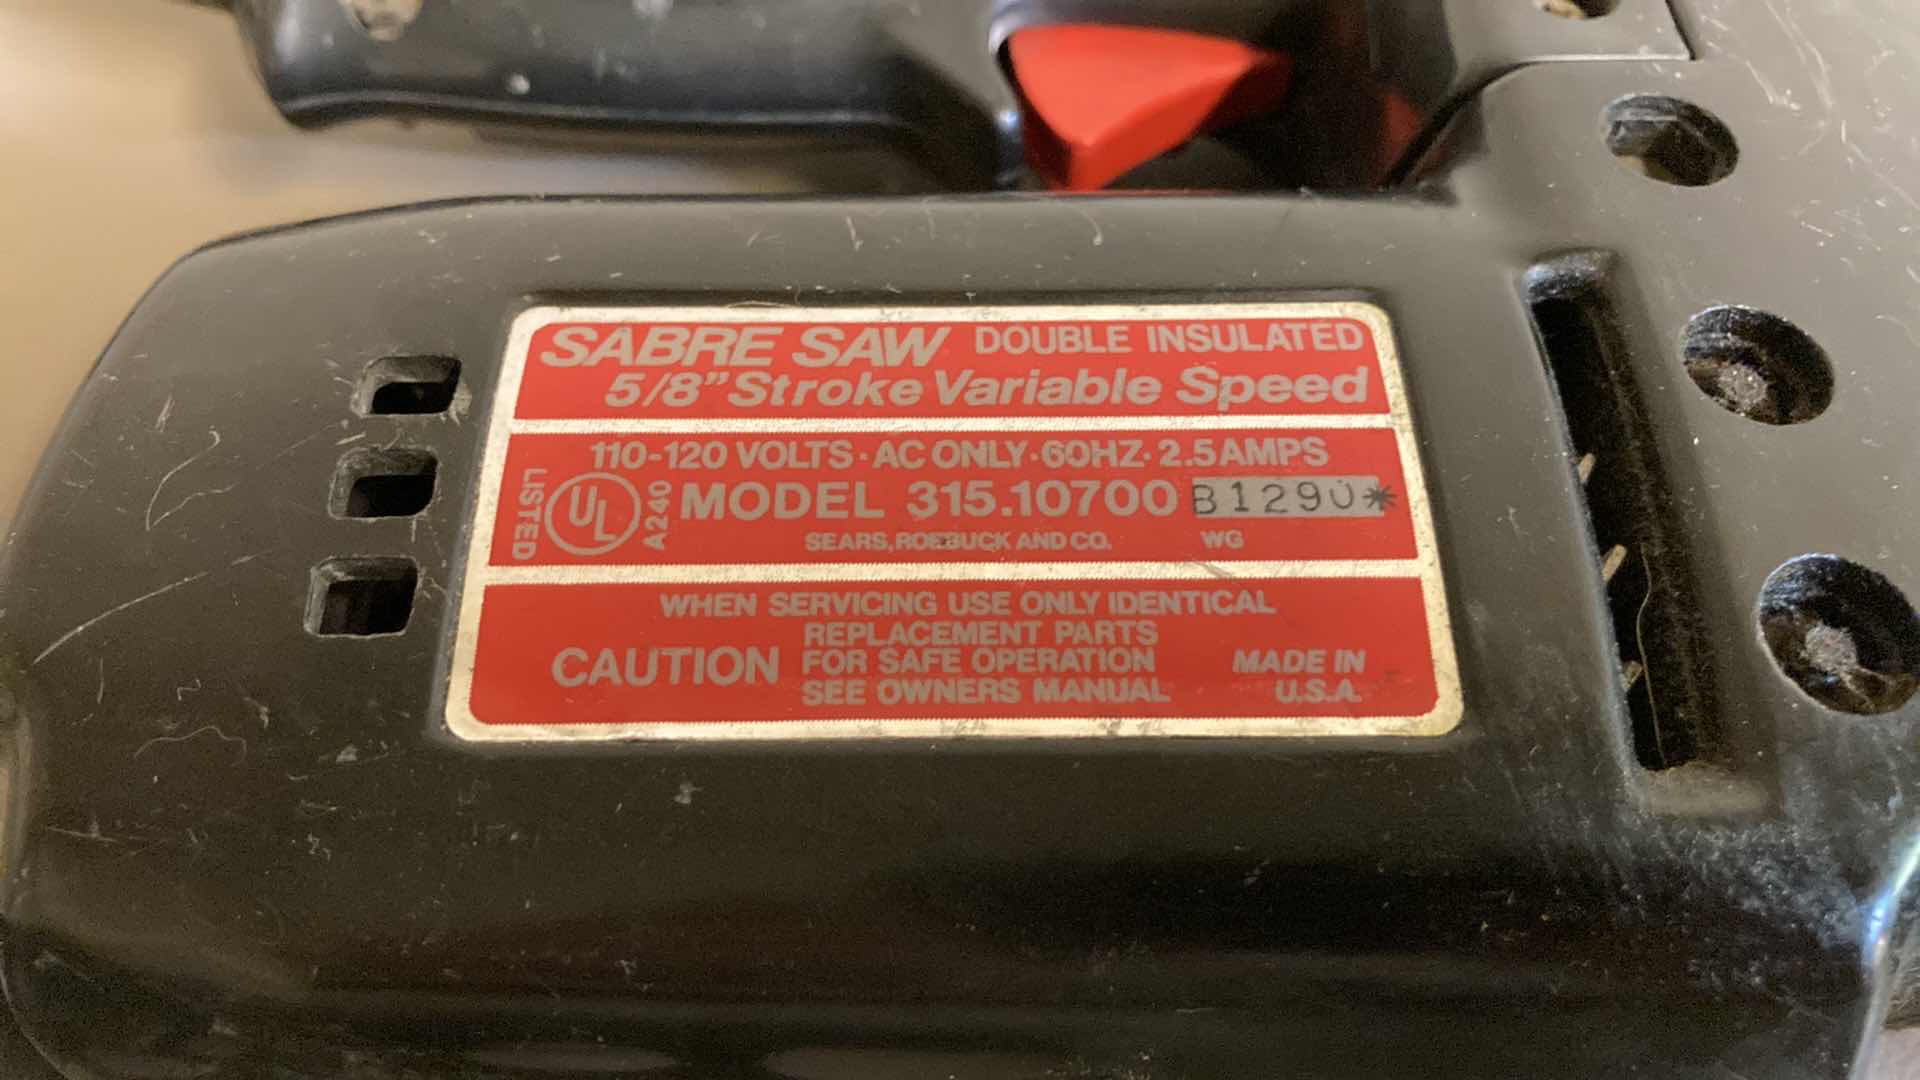 SABRE SAW DOUBLE INSULATED
5/8” Stroke Variable Speed
110-120 VOLTS · AC ONLY · 60HZ · 2.5 AMPS
LISTED UL A240 MODEL 315.10700 B1290*
SEARS, ROEBUCK AND CO. WG
WHEN SERVICING USE ONLY IDENTICAL
REPLACEMENT PARTS
CAUTION FOR SAFE OPERATION MADE IN
SEE OWNERS MANUAL U.S.A.